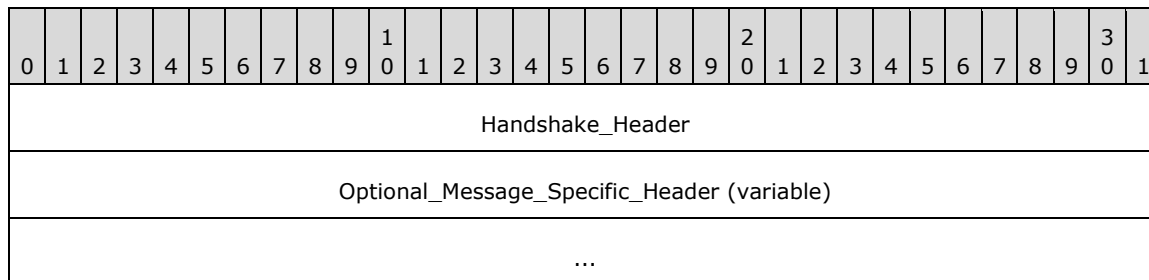 0 1 2 3 4 5 6 7 8 9 1 0 1 2 3 4 5 6 7 8 9 2 0 1 2 3 4 5 6 7 8 9 3 0 1
Handshake_Header
Optional_Message_Specific_Header (variable)
...